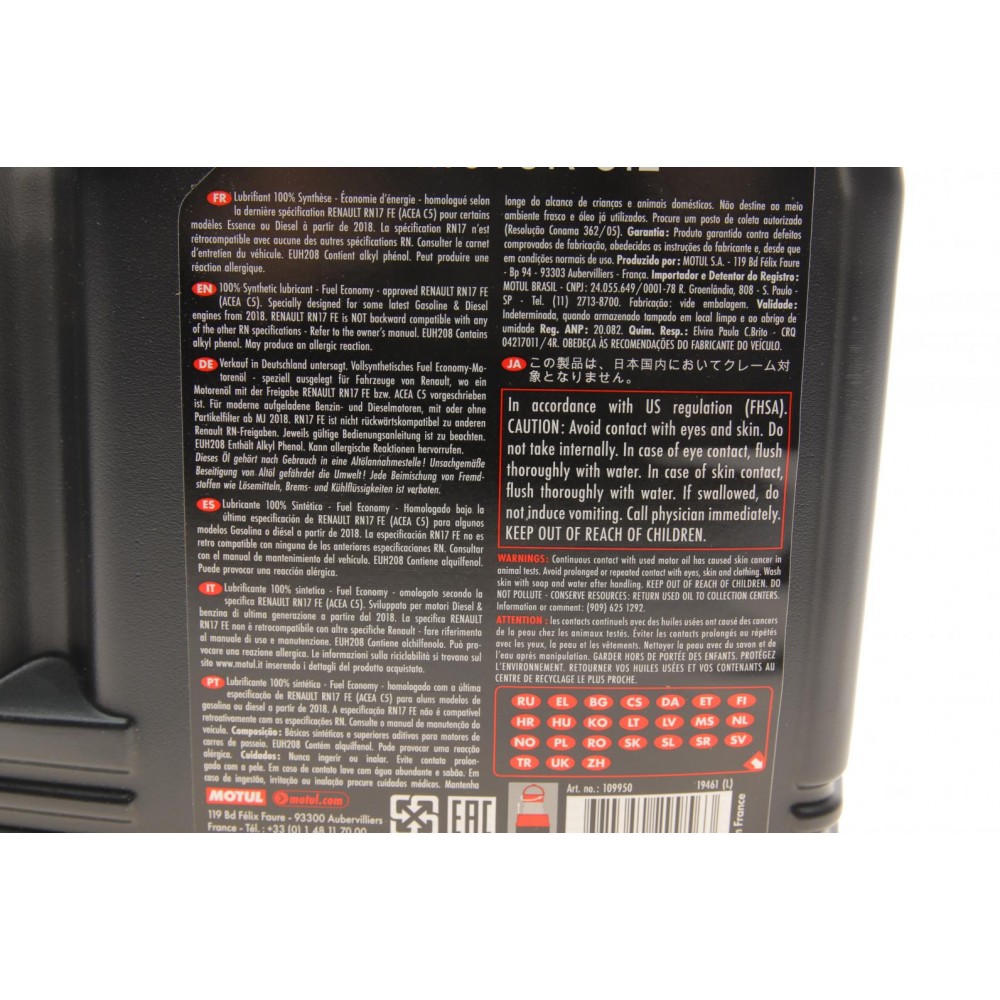 FR Lubrifiant 100% Synthèse - Économie d'énergie - homologué selon
la dernière spécification RENAULT RN17 FE (ACEA C5) pour certains
modèles Essence ou Diesel à partir de 2018. La spécification RN17 n'est
rétrocompatible avec aucune des autres spécifications RN. Consulter le carnet
d'entretien du véhicule. EUH208 Contient alkyl phénol. Peut produire une
réaction allergique.
EN 100% Synthetic lubricant - Fuel Economy - approved RENAULT RN17 FE
(ACEA C5). Specially designed for some latest Gasoline & Diesel
engines from 2018. RENAULT RN17 FE is NOT backward compatible with any
of the other RN specifications - Refer to the owner's manual. EUH208 Contains
alkyl phenol. May produce an allergic reaction.
DE Verkauf in Deutschland untersagt. Vollsynthetisches Fuel Economy-Mo-
torenöl - speziell ausgelegt für Fahrzeuge von Renault, wo ein
Motorenöl mit der Freigabe RENAULT RN17 FE bzw. ACEA C5 vorgeschrieben
ist. Für moderne aufgeladene Benzin- und Dieselmotoren, mit oder ohne
Partikelfilter ab MJ 2018. RN17 FE ist nicht rückwärtskompatibel zu anderen
Renault RN-Freigaben. Jeweils gültige Bedienungsanleitung ist zu beachten.
EUH208 Enthält Alkyl Phenol. Kann allergische Reaktionen hervorrufen.
Dieses Öl gehört nach Gebrauch in eine Altölannahmestelle! Unsachgemäße
Beseitigung von Altöl gefährdet die Umwelt! Jede Beimischung von Fremd-
stoffen wie Lösemitteln, Brems- und Kühlflüssigkeiten ist verboten.
ES Lubricante 100% Sintético - Fuel Economy - Homologado bajo la
última especificación de RENAULT RN17 FE (ACEA C5) para algunos
modelos Gasolina o diésel a partir de 2018. La especificación RN17 FE no es
retro compatible con ninguna de las anteriores especificaciones RN. Consultar
con el manual de mantenimiento del vehículo. EUH208 Contiene alquilfenol.
Puede provocar una reacción alérgica.
IT Lubrificante 100% sintetico - Fuel Economy - omologato secondo la
specifica RENAULT RN17 FE (ACEA C5). Sviluppato per motori Diesel &
benzina di ultima generazione a partire dal 2018. La specifica RENAULT
RN17 FE non è retrocompatibile con altre specifiche Renault - fare riferimento
al manuale di uso e manutenzione. EUH208 Contiene alchilfenolo. Può provo-
care una reazione allergica. Le informazioni sulla riciclabilità si trovano sul
sito www.motul.it inserendo i dettagli del prodotto acquistato.
PT Lubrificante 100% sintético - Fuel Economy - homologado com a última
especificação de RENAULT RN17 FE (ACEA C5) para aluns modelos de
gasolina ou diésel a partir de 2018. A especificação RN17 FE não é compatível
retroativamente com as especificações RN. Consulte o manual de manutenção do
veículo. Composição: Básicos sintéticos e superiores aditivos para motores de
carros de passeio. EUH208 Contém alquilfenol. Pode provocar uma reacção
alérgica. Cuidados: Nunca ingerir ou inalar. Evite contato prolon-
gado com a pele. Em caso de contato lave com água abundante e sabão. Em
caso de ingestão, irritação ou inalação procure cuidados médicos. Mantenha
MOTUL motul.com
119 Bd Félix Faure - 93300 Aubervilliers
France - Tél. : +33 (0) 1 48 11 70 00
EAC
longe do alcance de crianças e animais domésticos. Não destine ao meio
ambiente frasco e óleo já utilizados. Procure um posto de coleta autorizado
(Resolução Conama 362/05). Garantia: Produto garantido contra defeitos
comprovados de fabricação, obedecidas as instruções do fabricante e, desde que
em condições normais de uso. Produzido por: MOTUL S.A. - 119 Bd Félix Faure
- Bp 94 - 93303 Aubervilliers - França. Importador e Detentor do Registro:
MOTUL BRASIL - CNPJ: 24.055.649/0001-78 R. Groenlândia, 808 - S. Paulo -
SP - Tel. (11) 2713-8700. Fabricação: vide embalagem. Validade:
Indeterminada, quando armazenado tampado em local limpo e ao abrigo de
umidade Reg. ANP: 20.082. Quim. Resp.: Elvira Paula C.Brito - CRQ
04217011/4R. OBEDEÇA ÀS RECOMENDAÇÕES DO FABRICANTE DO VEÍCULO.
JA この製品は、日本国内においてクレーム対
象となりません。
In accordance with US regulation (FHSA).
CAUTION: Avoid contact with eyes and skin. Do
not take internally. In case of eye contact, flush
thoroughly with water. In case of skin contact,
flush thoroughly with water. If swallowed, do
not induce vomiting. Call physician immediately.
KEEP OUT OF REACH OF CHILDREN.
WARNINGS: Continuous contact with used motor oil has caused skin cancer in
animal tests. Avoid prolonged or repeated contact with eyes, skin and clothing. Wash
skin with soap and water after handling. KEEP OUT OF REACH OF CHILDREN. DO
NOT POLLUTE - CONSERVE RESOURCES: RETURN USED OIL TO COLLECTION CENTERS.
Information or comment: (909) 625 1292.
ATTENTION : les contacts continuels avec des huiles usées ont causé des cancers
de la peau chez les animaux testés. Éviter les contacts prolongés au répétés
avec les yeux, la peau et les vêtements. Nettoyer la peau avec du savon et de
l'eau après manipulation. GARDER HORS DE PORTÉE DES ENFANTS. PROTÉGEZ
L'ENVIRONNEMENT. RETOURNER VOS HUILES USÉES ET VOS CONTENANTS AU
CENTRE DE RECYCLAGE LE PLUS PROCHE.
RU EL BG CS DA ET FI
HR HU KO LT LV MS NL
NO PL RO SK SL SR SV
TR UK ZH
Art. no.: 109950 19461 (L)
France